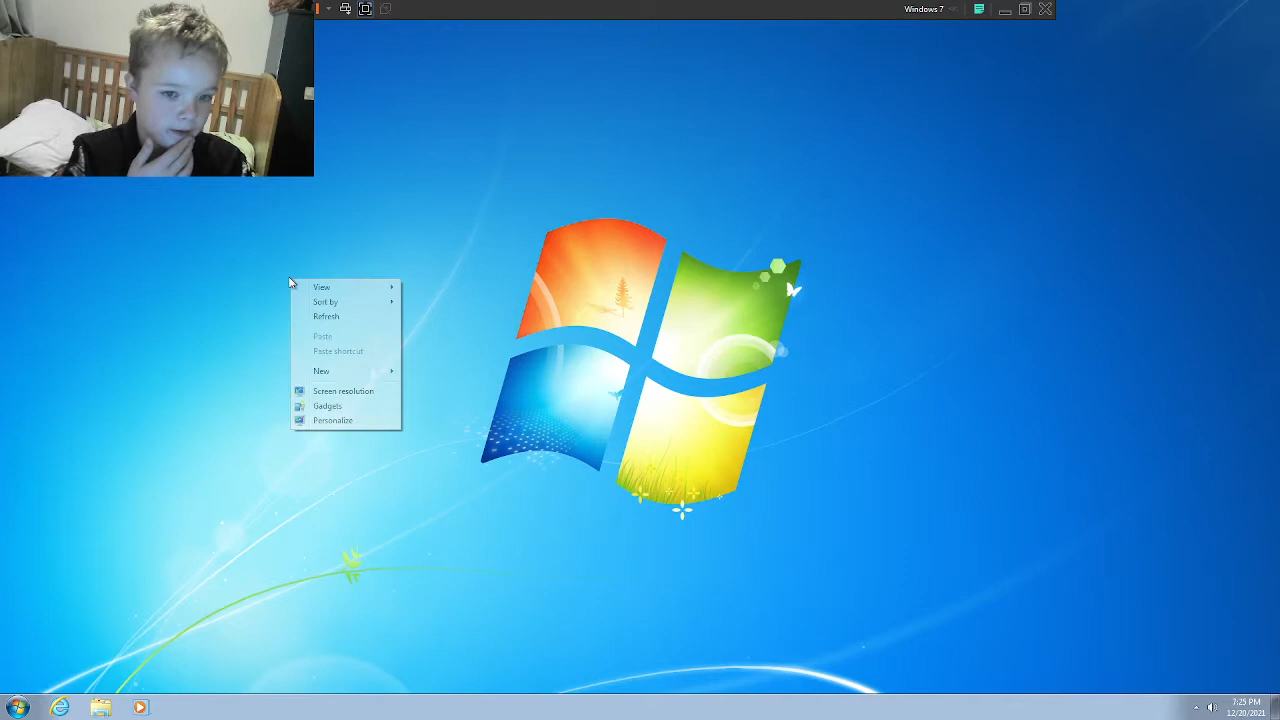 Windows 7
View
Sort by
Refresh
Paste
Paste shortcut
New
Screen resolution
Gadgets
Personalize
7:25 PM
12/20/2021